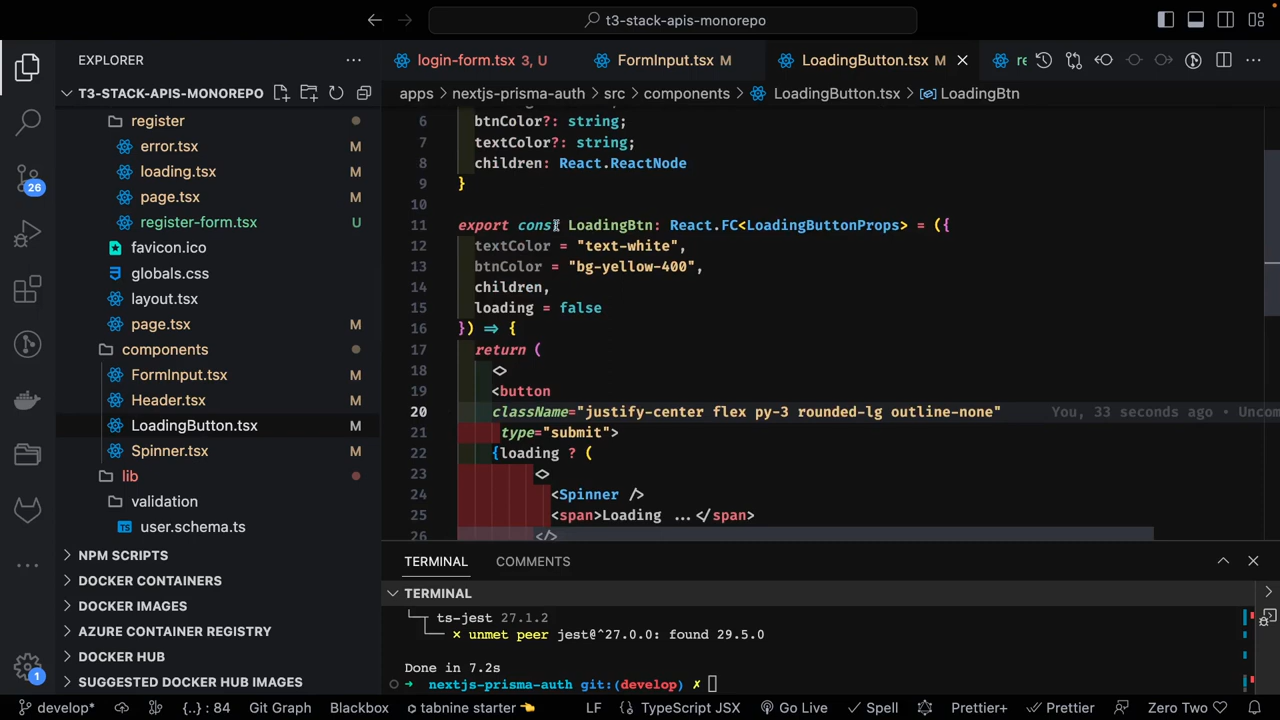 t3-stack-apis-monorepo
EXPLORER
T3-STACK-APIS-MONOREPO
register
error.tsx M
loading.tsx M
page.tsx M
register-form.tsx U
favicon.ico
globals.css
layout.tsx
page.tsx M
components
FormInput.tsx M
Header.tsx M
LoadingButton.tsx M
Spinner.tsx M
lib
validation
user.schema.ts
NPM SCRIPTS
DOCKER CONTAINERS
DOCKER IMAGES
AZURE CONTAINER REGISTRY
DOCKER HUB
SUGGESTED DOCKER HUB IMAGES
26
1
login-form.tsx 3, U
FormInput.tsx M
LoadingButton.tsx M
re
apps > nextjs-prisma-auth > src > components > LoadingButton.tsx > LoadingBtn
6 btnColor?: string;
7 textColor?: string;
8 children: React.ReactNode
9 }
10
11 export const LoadingBtn: React.FC<LoadingButtonProps> = ({
12 textColor = "text-white",
13 btnColor = "bg-yellow-400",
14 children,
15 loading = false
16 }) => {
17 return (
18 <>
19 <button
20 className="justify-center flex py-3 rounded-lg outline-none" You, 33 seconds ago • Uncom
21 type="submit">
22 {loading ? (
23 <>
24 <Spinner />
25 <span>Loading ...</span>
26 </>
TERMINAL COMMENTS
TERMINAL
ts-jest 27.1.2
× unmet peer jest@^27.0.0: found 29.5.0
Done in 7.2s
➜ nextjs-prisma-auth git:(develop) ✗
develop* {..} : 84 Git Graph Blackbox tabnine starter 👈 LF TypeScript JSX Go Live Spell Prettier+ Prettier Zero Two